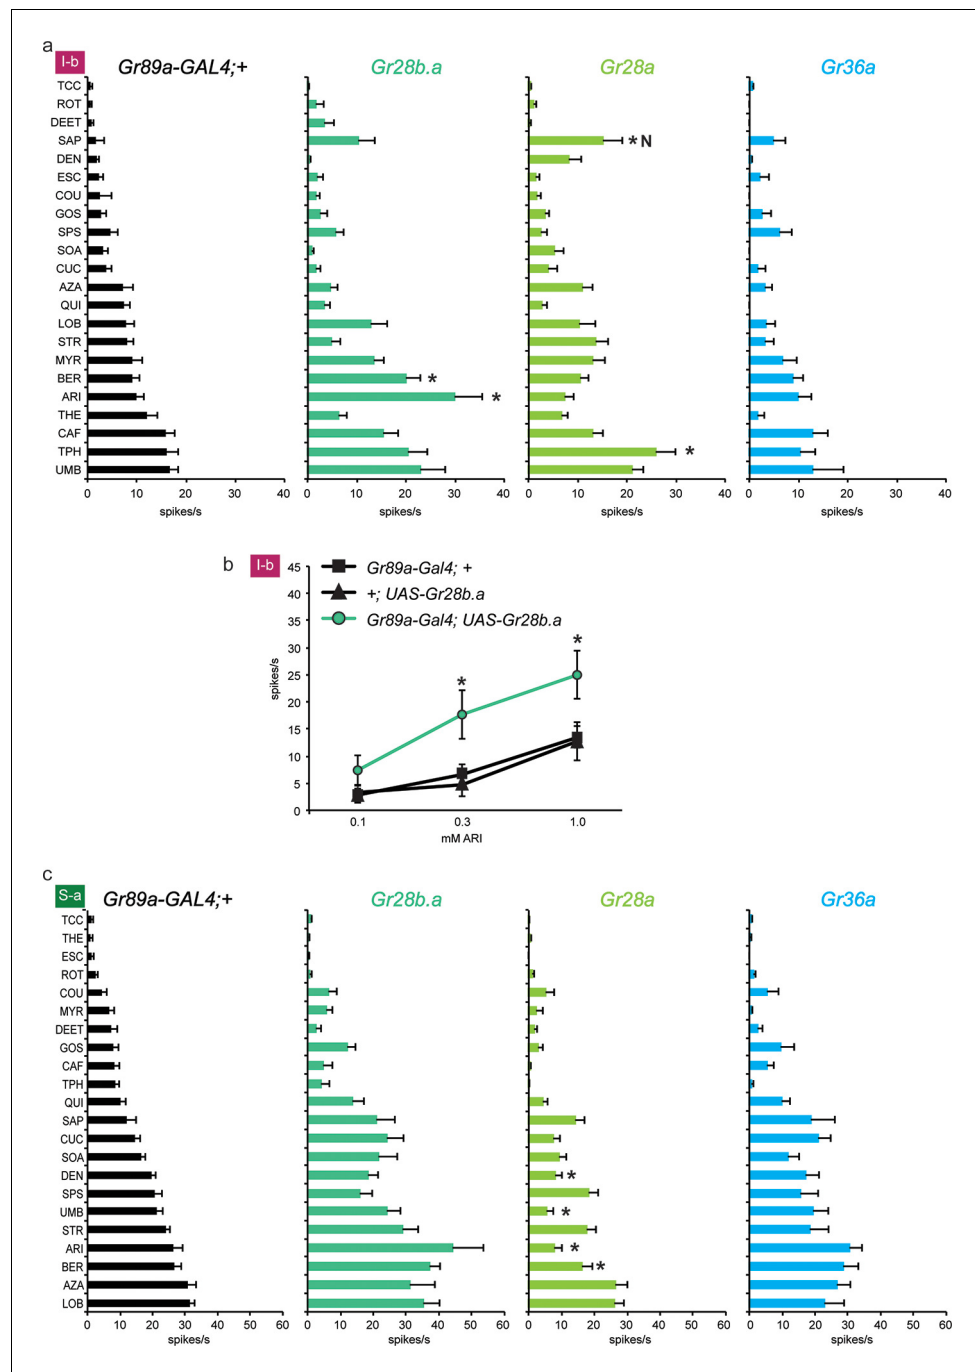 a
I-b
Gr89a-GAL4;+ Gr28b.a Gr28a Gr36a
TCC
ROT
DEET
SAP * N
DEN
ESC
COU
GOS
SPS
SOA
CUC
AZA
QUI
LOB
STR
MYR
BER *
ARI *
THE
CAF
TPH *
UMB
0 10 20 30 40 0 10 20 30 40 0 10 20 30 40 0 10 20 30 40
spikes/s spikes/s spikes/s spikes/s
b I-b
45
40
35
30
25
20
15
10
5
0
spikes/s
Gr89a-Gal4; +
+; UAS-Gr28b.a
Gr89a-Gal4; UAS-Gr28b.a
* *
0.1 0.3 1.0
mM ARI
c
S-a
Gr89a-GAL4;+ Gr28b.a Gr28a Gr36a
TCC
THE
ESC
ROT
COU
MYR
DEET
GOS
CAF
TPH
QUI
SAP
CUC
SOA
DEN *
SPS
UMB *
STR
ARI *
BER *
AZA
LOB
0 10 20 30 40 50 60 0 10 20 30 40 50 60 0 10 20 30 40 50 60 0 10 20 30 40 50 60
spikes/s spikes/s spikes/s spikes/s